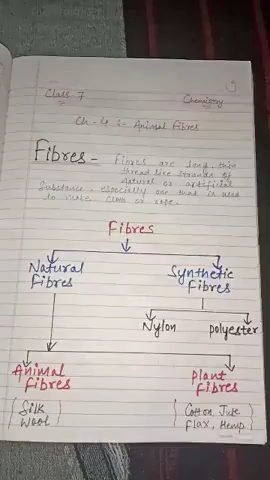 Class 7 Chemistry
Ch-4 :- Animal Fibres
Fibres - Fibres are long, thin
thread like strands of
natural or artificial
Substance, especially one that is used
to make cloth or rope.
Fibres
Natural Fibres Synthetic Fibres
Nylon polyester
Animal Fibres Plant Fibres
(Silk Wool) (Cotton, Jute Flax, Hemp)